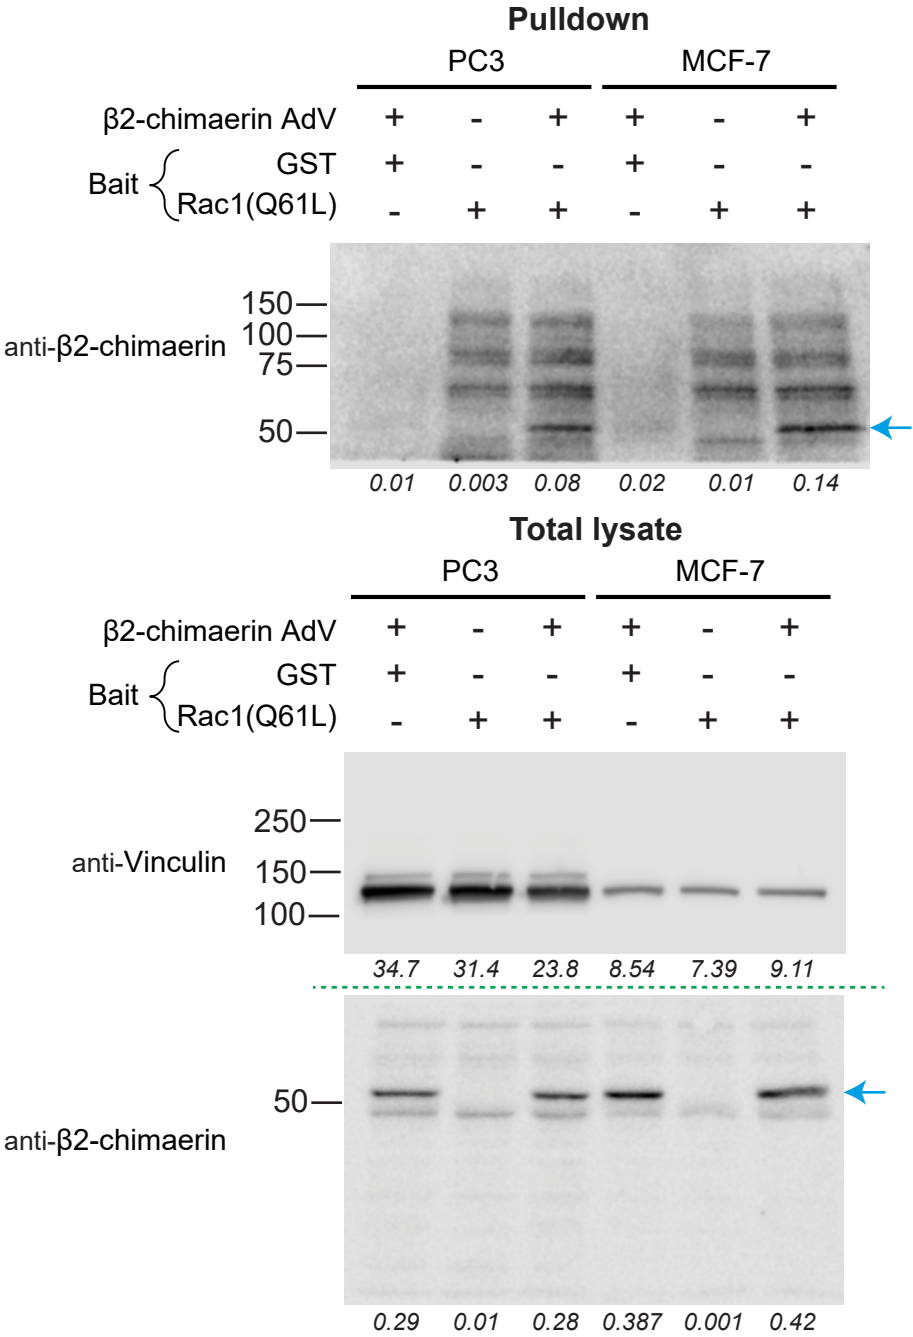 Pulldown
PC3 MCF-7
β2-chimaerin AdV + - + + - +
GST + - - + - -
Bait
Rac1(Q61L) - + + - + +
150
100
anti-β2-chimaerin
75
50
0.01 0.003 0.08 0.02 0.01 0.14
Total lysate
PC3 MCF-7
β2-chimaerin AdV + - + + - +
GST + - - + - -
Bait
Rac1(Q61L) - + + - + +
250
anti-Vinculin
150
100
34.7 31.4 23.8 8.54 7.39 9.11
50
anti-β2-chimaerin
0.29 0.01 0.28 0.387 0.001 0.42